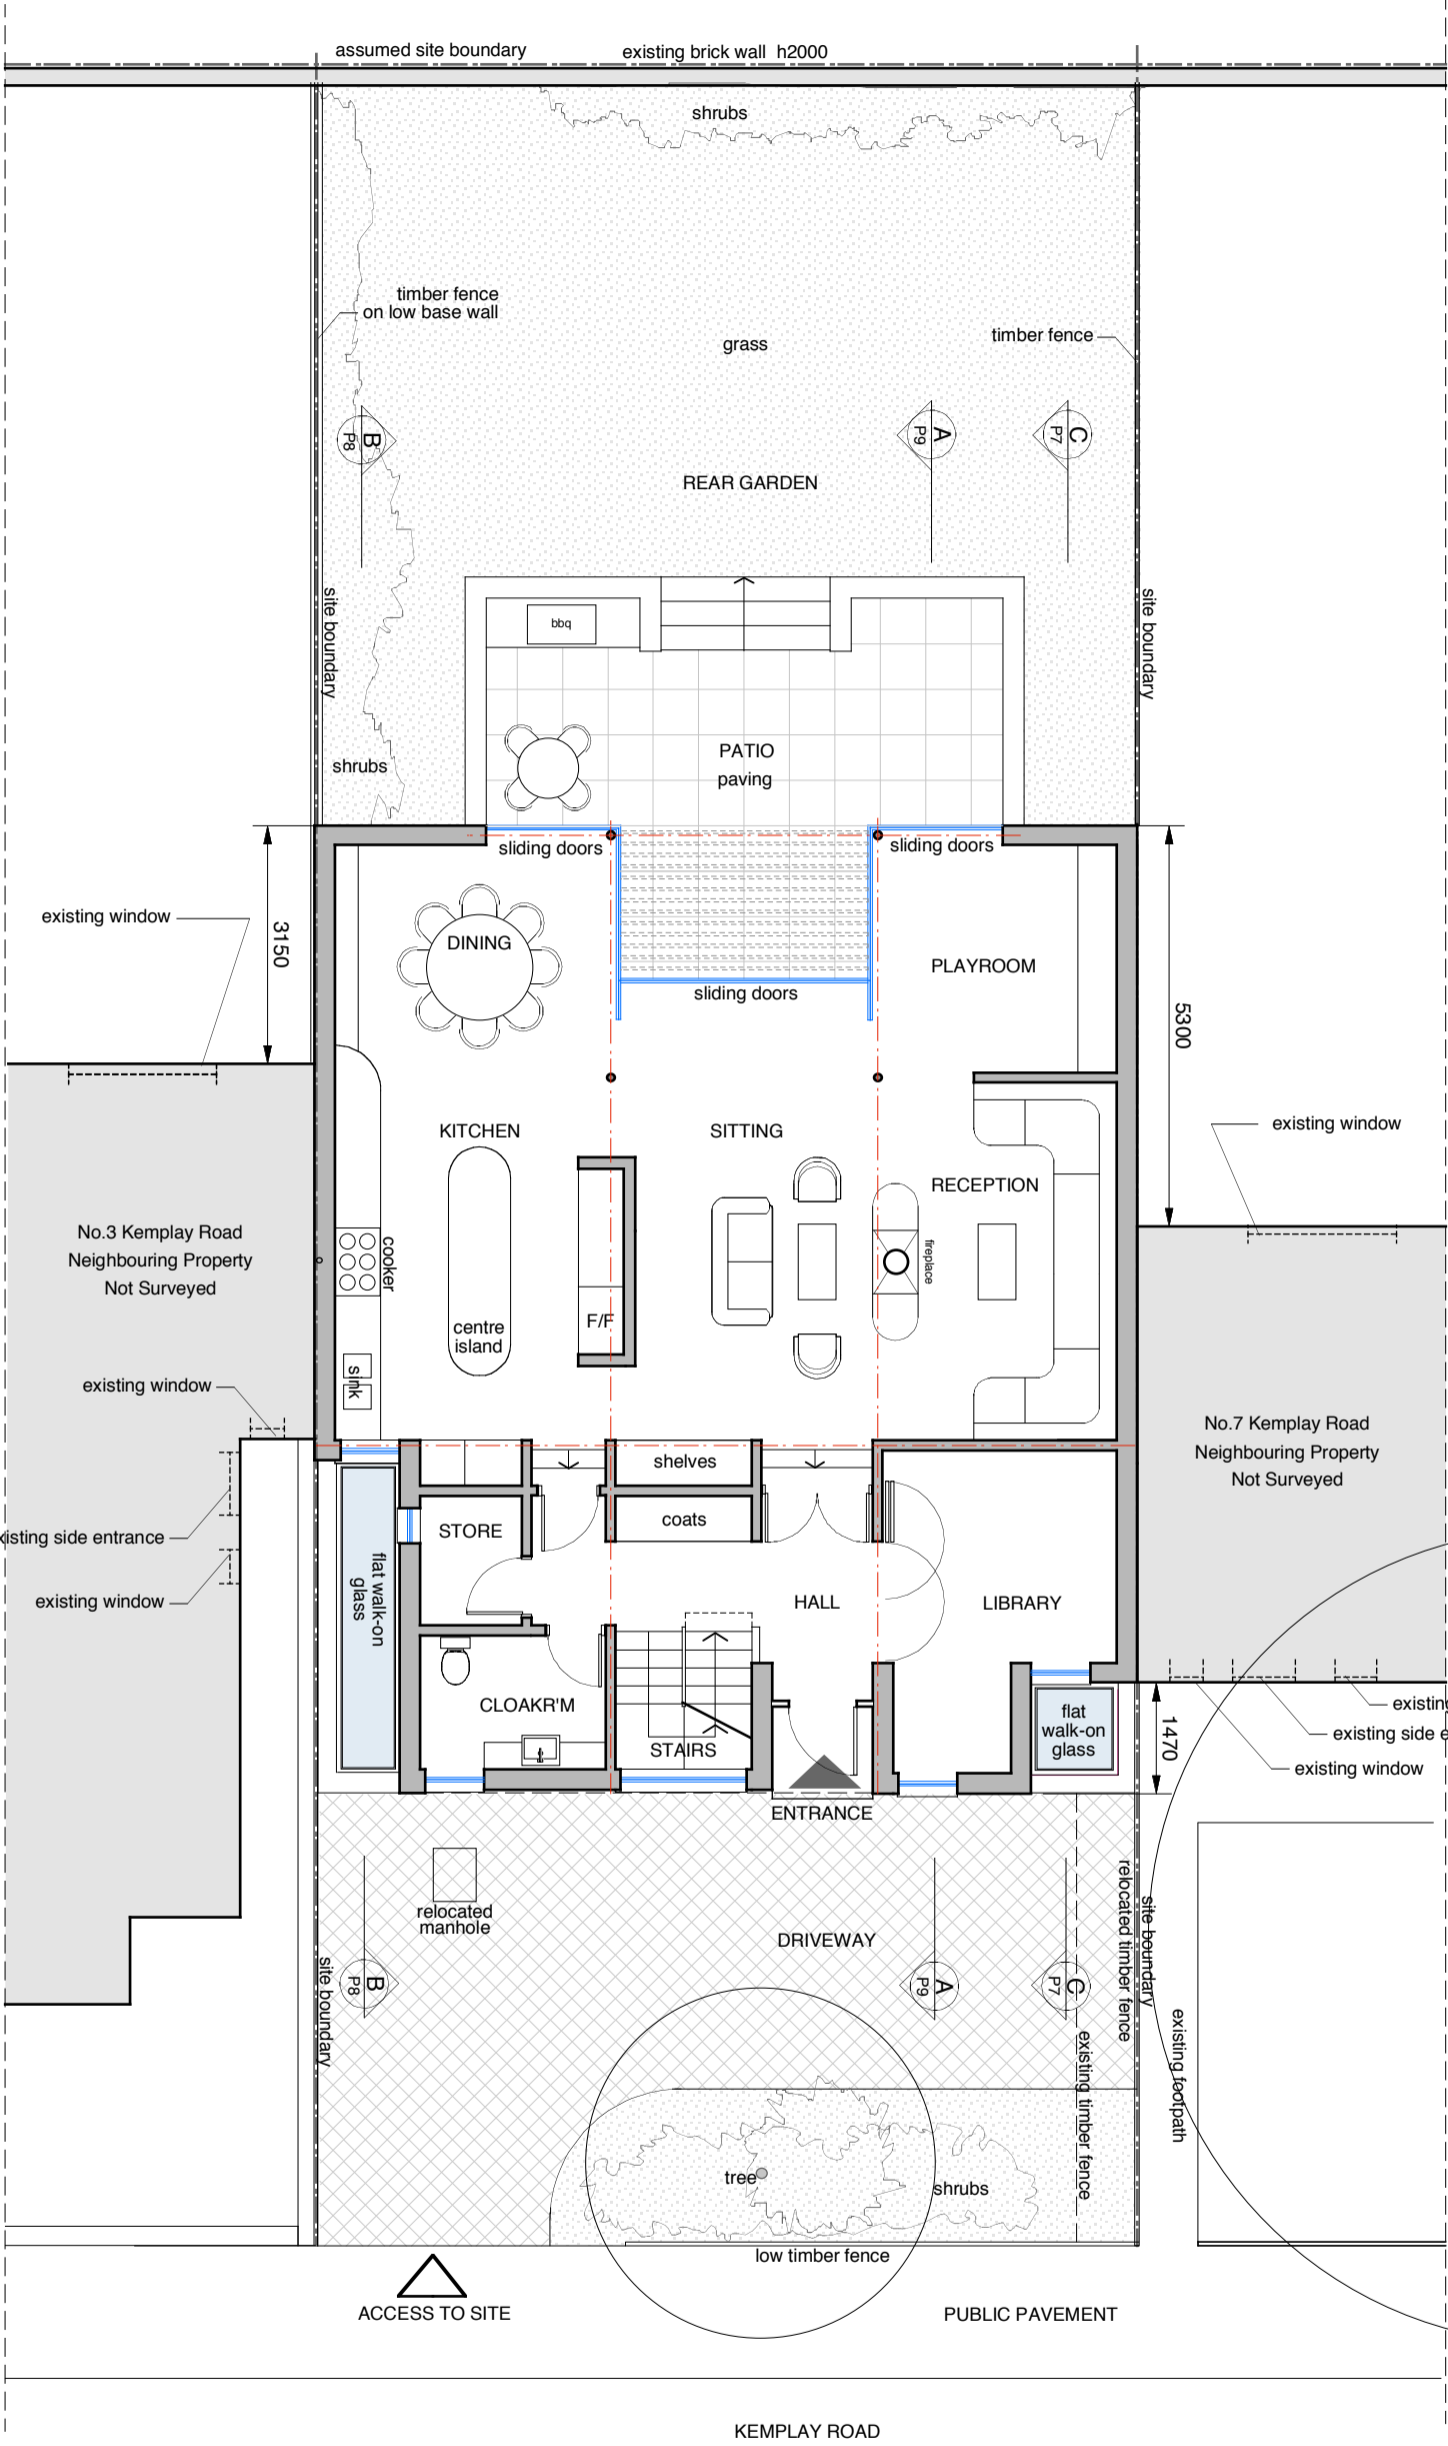 assumed site boundary
existing brick wall h2000
shrubs
timber fence
on low base wall
grass
timber fence
B
P8
A
P9
C
P7
REAR GARDEN
site boundary
site boundary
bbq
PATIO
paving
shrubs
sliding doors
sliding doors
existing window
3150
DINING
PLAYROOM
sliding doors
5300
existing window
KITCHEN
SITTING
RECEPTION
No.3 Kemplay Road
Neighbouring Property
Not Surveyed
cooker
fireplace
centre
island
F/F
sink
existing window
No.7 Kemplay Road
Neighbouring Property
Not Surveyed
shelves
coats
STORE
existing side entrance
flat walk-on
glass
existing window
HALL
LIBRARY
CLOAKR'M
STAIRS
flat
walk-on
glass
1470
existing
existing side e
existing window
ENTRANCE
relocated
manhole
DRIVEWAY
relocated timber fence
site boundary
site boundary
B
P8
A
P9
C
P7
existing timber fence
existing footpath
tree
shrubs
low timber fence
ACCESS TO SITE
PUBLIC PAVEMENT
KEMPLAY ROAD